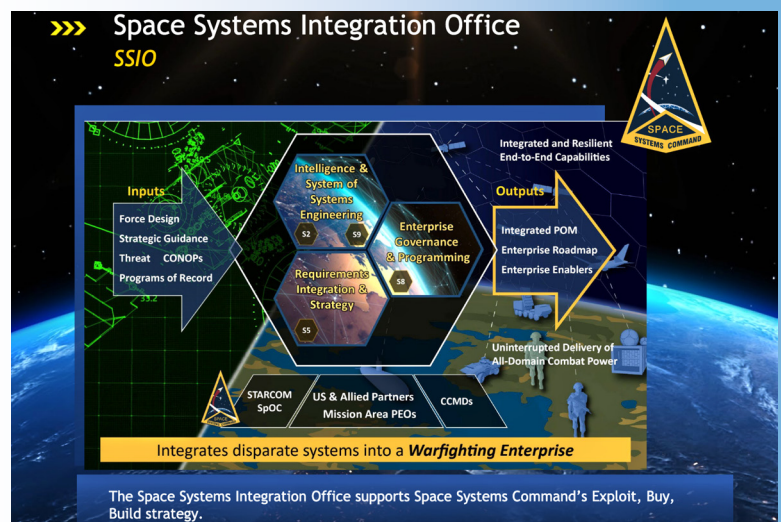 >>> Space Systems Integration Office
SSIO
SPACE
SYSTEMS COMMAND
Inputs
Force Design
Strategic Guidance
Threat CONOPs
Programs of Record
33.2
Intelligence &
System of
Systems
Engineering
S2
S9
Enterprise
Governance
& Programming
S8
Requirements
Integration &
Strategy
S5
Integrated and Resilient
End-to-End Capabilities
Outputs
Integrated POM
Enterprise Roadmap
Enterprise Enablers
Uninterrupted Delivery of
All-Domain Combat Power
SPACE
STARCOM
SpOC
US & Allied Partners
Mission Area PEOs
CCMDs
Integrates disparate systems into a Warfighting Enterprise
The Space Systems Integration Office supports Space Systems Command’s Exploit, Buy,
Build strategy.